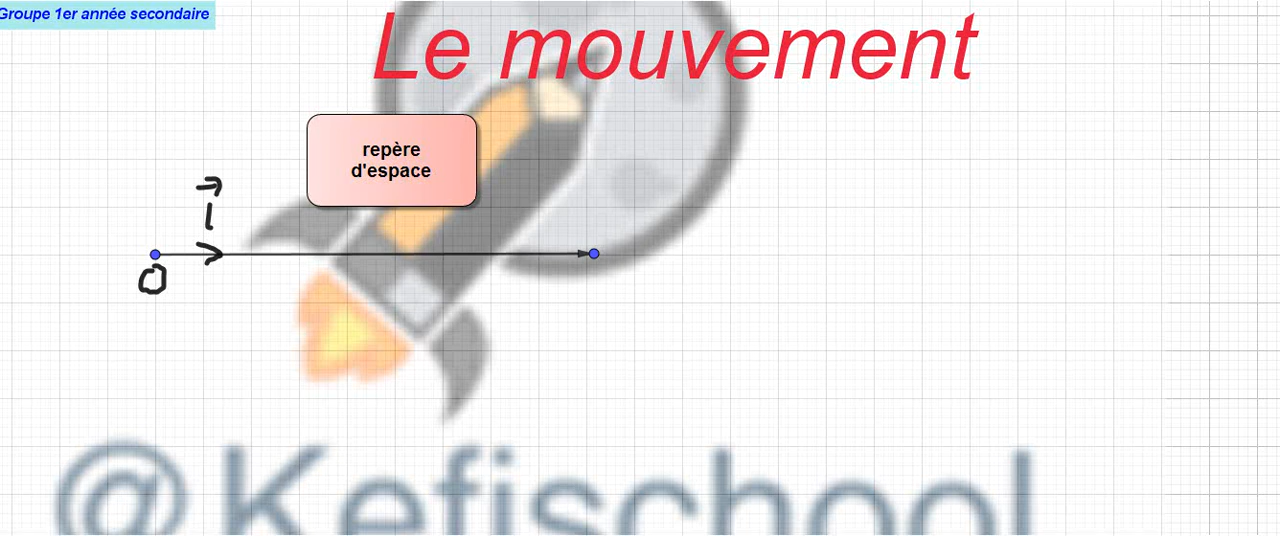 Groupe 1er année secondaire
Le mouvement
repère
d'espace
i
O
@Kefischool